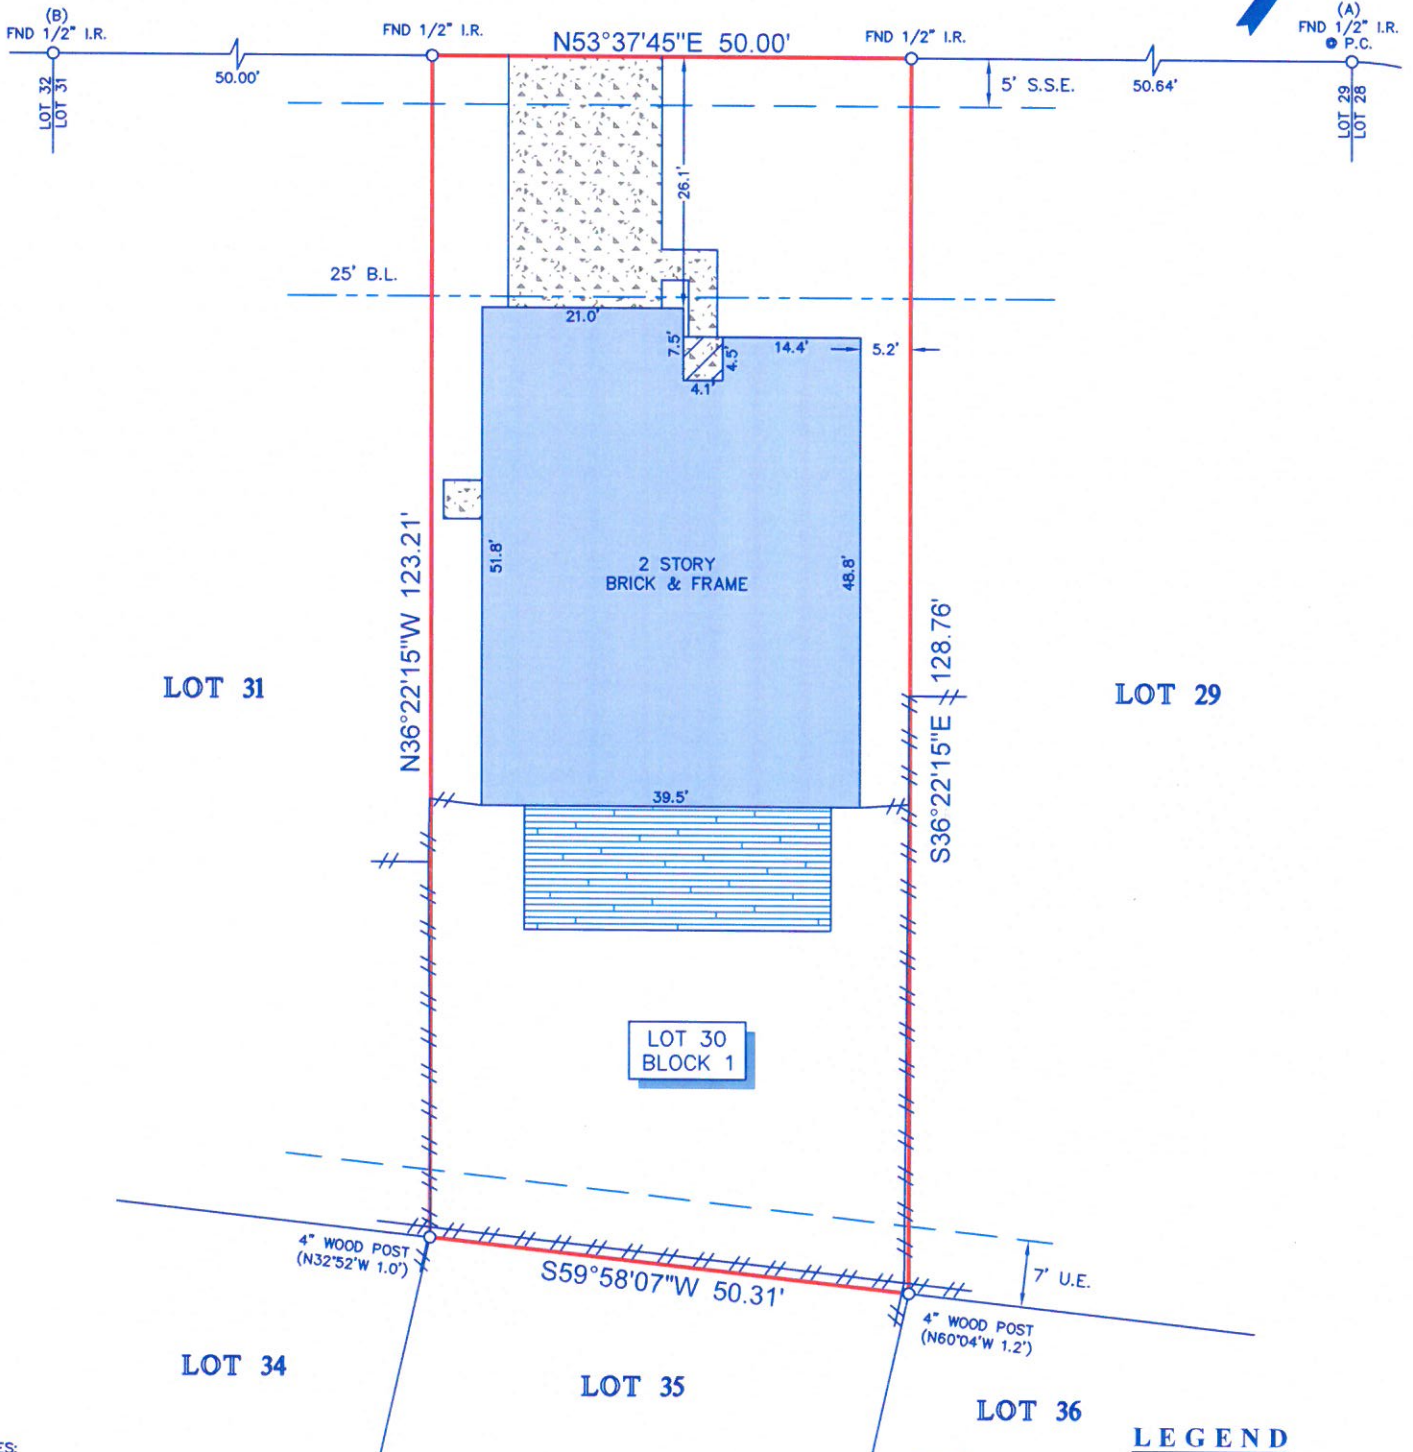 (B)
FND 1/2" I.R.
FND 1/2" I.R.
N53°37'45"E 50.00'
FND 1/2" I.R.
(A)
FND 1/2" I.R.
P.C.
50.00'
5' S.S.E.
50.64'
LOT 32
LOT 31
LOT 29
LOT 28
26.1'
25' B.L.
21.0'
7.5'
4.5'
14.4'
5.2'
4.1'
2 STORY
BRICK & FRAME
51.8'
48.8'
N36°22'15"W 123.21'
S36°22'15"E 128.76'
LOT 31
LOT 29
39.5'
LOT 30
BLOCK 1
4" WOOD POST
(N32°52'W 1.0')
S59°58'07"W 50.31'
7' U.E.
4" WOOD POST
(N60°04'W 1.2')
LOT 34
LOT 35
LOT 36
LEGEND